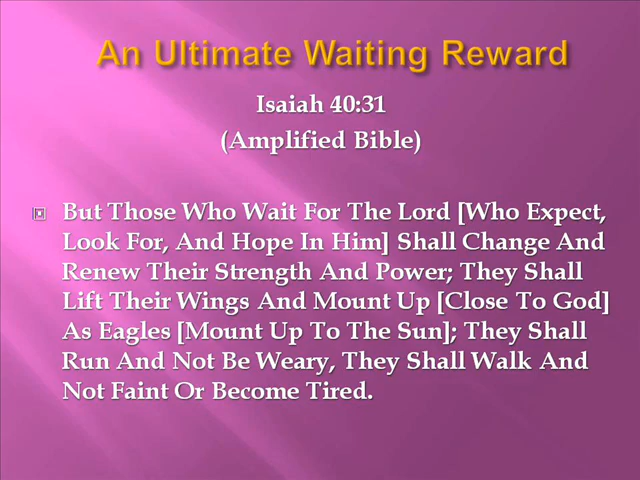 An Ultimate Waiting Reward
Isaiah 40:31
(Amplified Bible)
But Those Who Wait For The Lord [Who Expect,
Look For, And Hope In Him] Shall Change And
Renew Their Strength And Power; They Shall
Lift Their Wings And Mount Up [Close To God]
As Eagles [Mount Up To The Sun]; They Shall
Run And Not Be Weary, They Shall Walk And
Not Faint Or Become Tired.